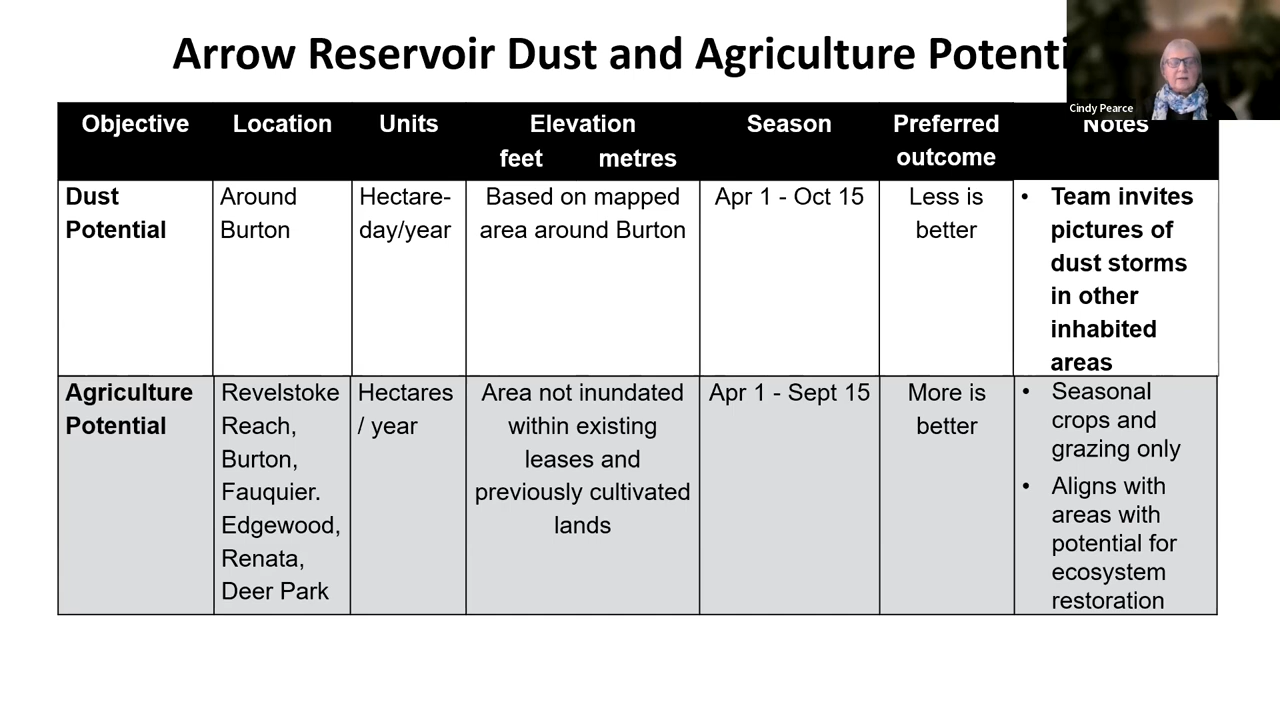 Arrow Reservoir Dust and Agriculture
Cindy Pearce
Objective Location Units Elevation Season Preferred Notes
feet metres outcome
Dust Around Hectare- Based on mapped Apr 1 - Oct 15 Less is • Team invites
Potential Burton day/year area around Burton better pictures of
dust storms
in other
inhabited
areas
Agriculture Revelstoke Hectares Area not inundated Apr 1 - Sept 15 More is • Seasonal
Potential Reach, / year within existing better crops and
Burton, leases and grazing only
Fauquier. previously cultivated • Aligns with
Edgewood, lands areas with
Renata, potential for
Deer Park ecosystem
restoration